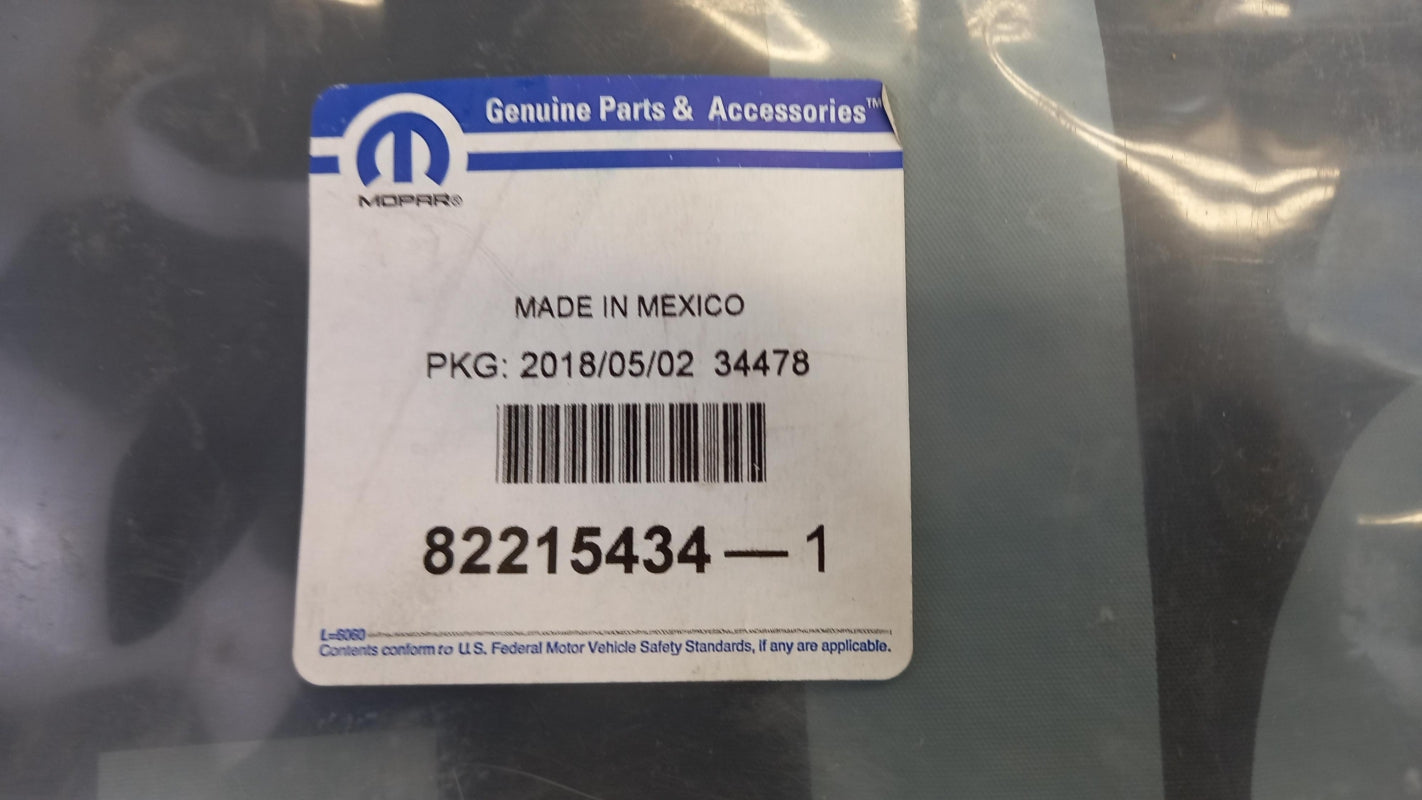 Genuine Parts & Accessories™
MOPAR®
MADE IN MEXICO
PKG: 2018/05/02 34478
82215434 — 1
L=6060
Contents conform to U.S. Federal Motor Vehicle Safety Standards, if any are applicable.